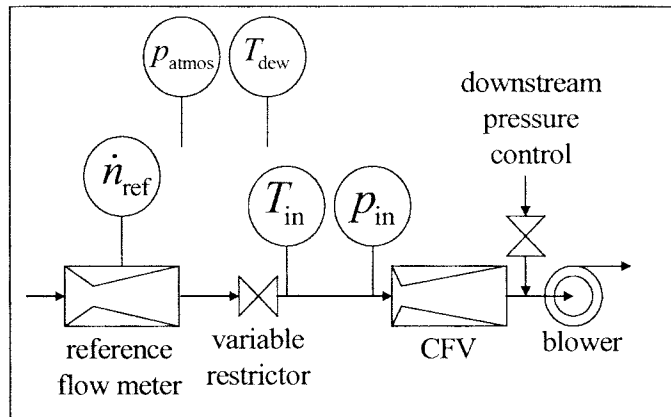 p_atmos
T_dew
downstream
pressure
control
ṅ_ref
T_in
p_in
reference
flow meter
variable
restrictor
CFV
blower